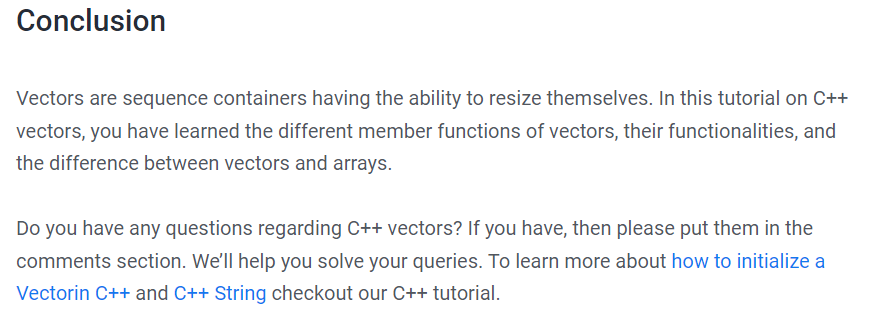 Conclusion
Vectors are sequence containers having the ability to resize themselves. In this tutorial on C++
vectors, you have learned the different member functions of vectors, their functionalities, and
the difference between vectors and arrays.
Do you have any questions regarding C++ vectors? If you have, then please put them in the
comments section. We’ll help you solve your queries. To learn more about how to initialize a
Vectorin C++ and C++ String checkout our C++ tutorial.